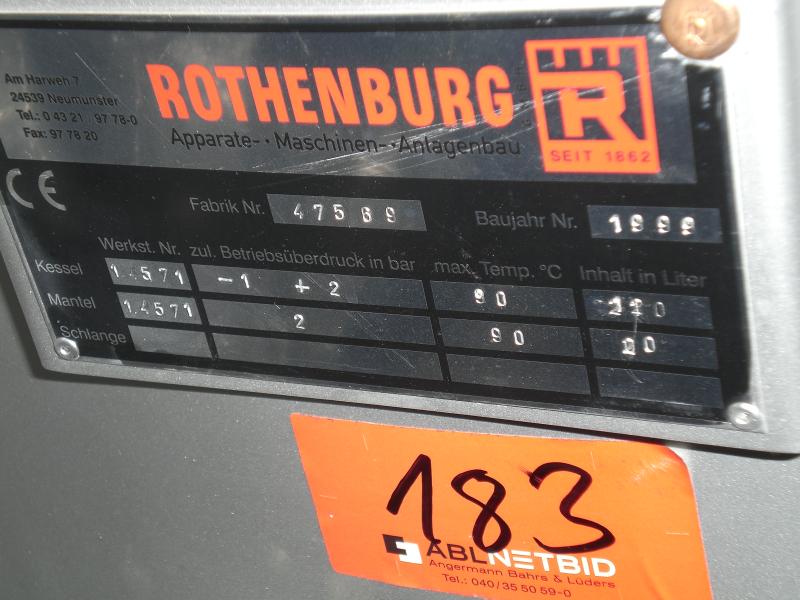 Am Harweh 7
24539 Neumünster
Tel.: 0 43 21 97 78-0
Fax: 97 78 20
ROTHENBURG
Apparate- · Maschinen- · Anlagenbau
R
SEIT 1862
CE
Fabrik Nr. 47569 Baujahr Nr. 1999
Werkst. Nr. zul. Betriebsüberdruck in bar max. Temp. °C Inhalt in Liter
Kessel 1.4571 -1 +2 90
Mantel 1.4571 2 90
Schlange
183
ABL NETBID
Angermann Bahrs & Lüders
Tel.: 040/35 50 59-0